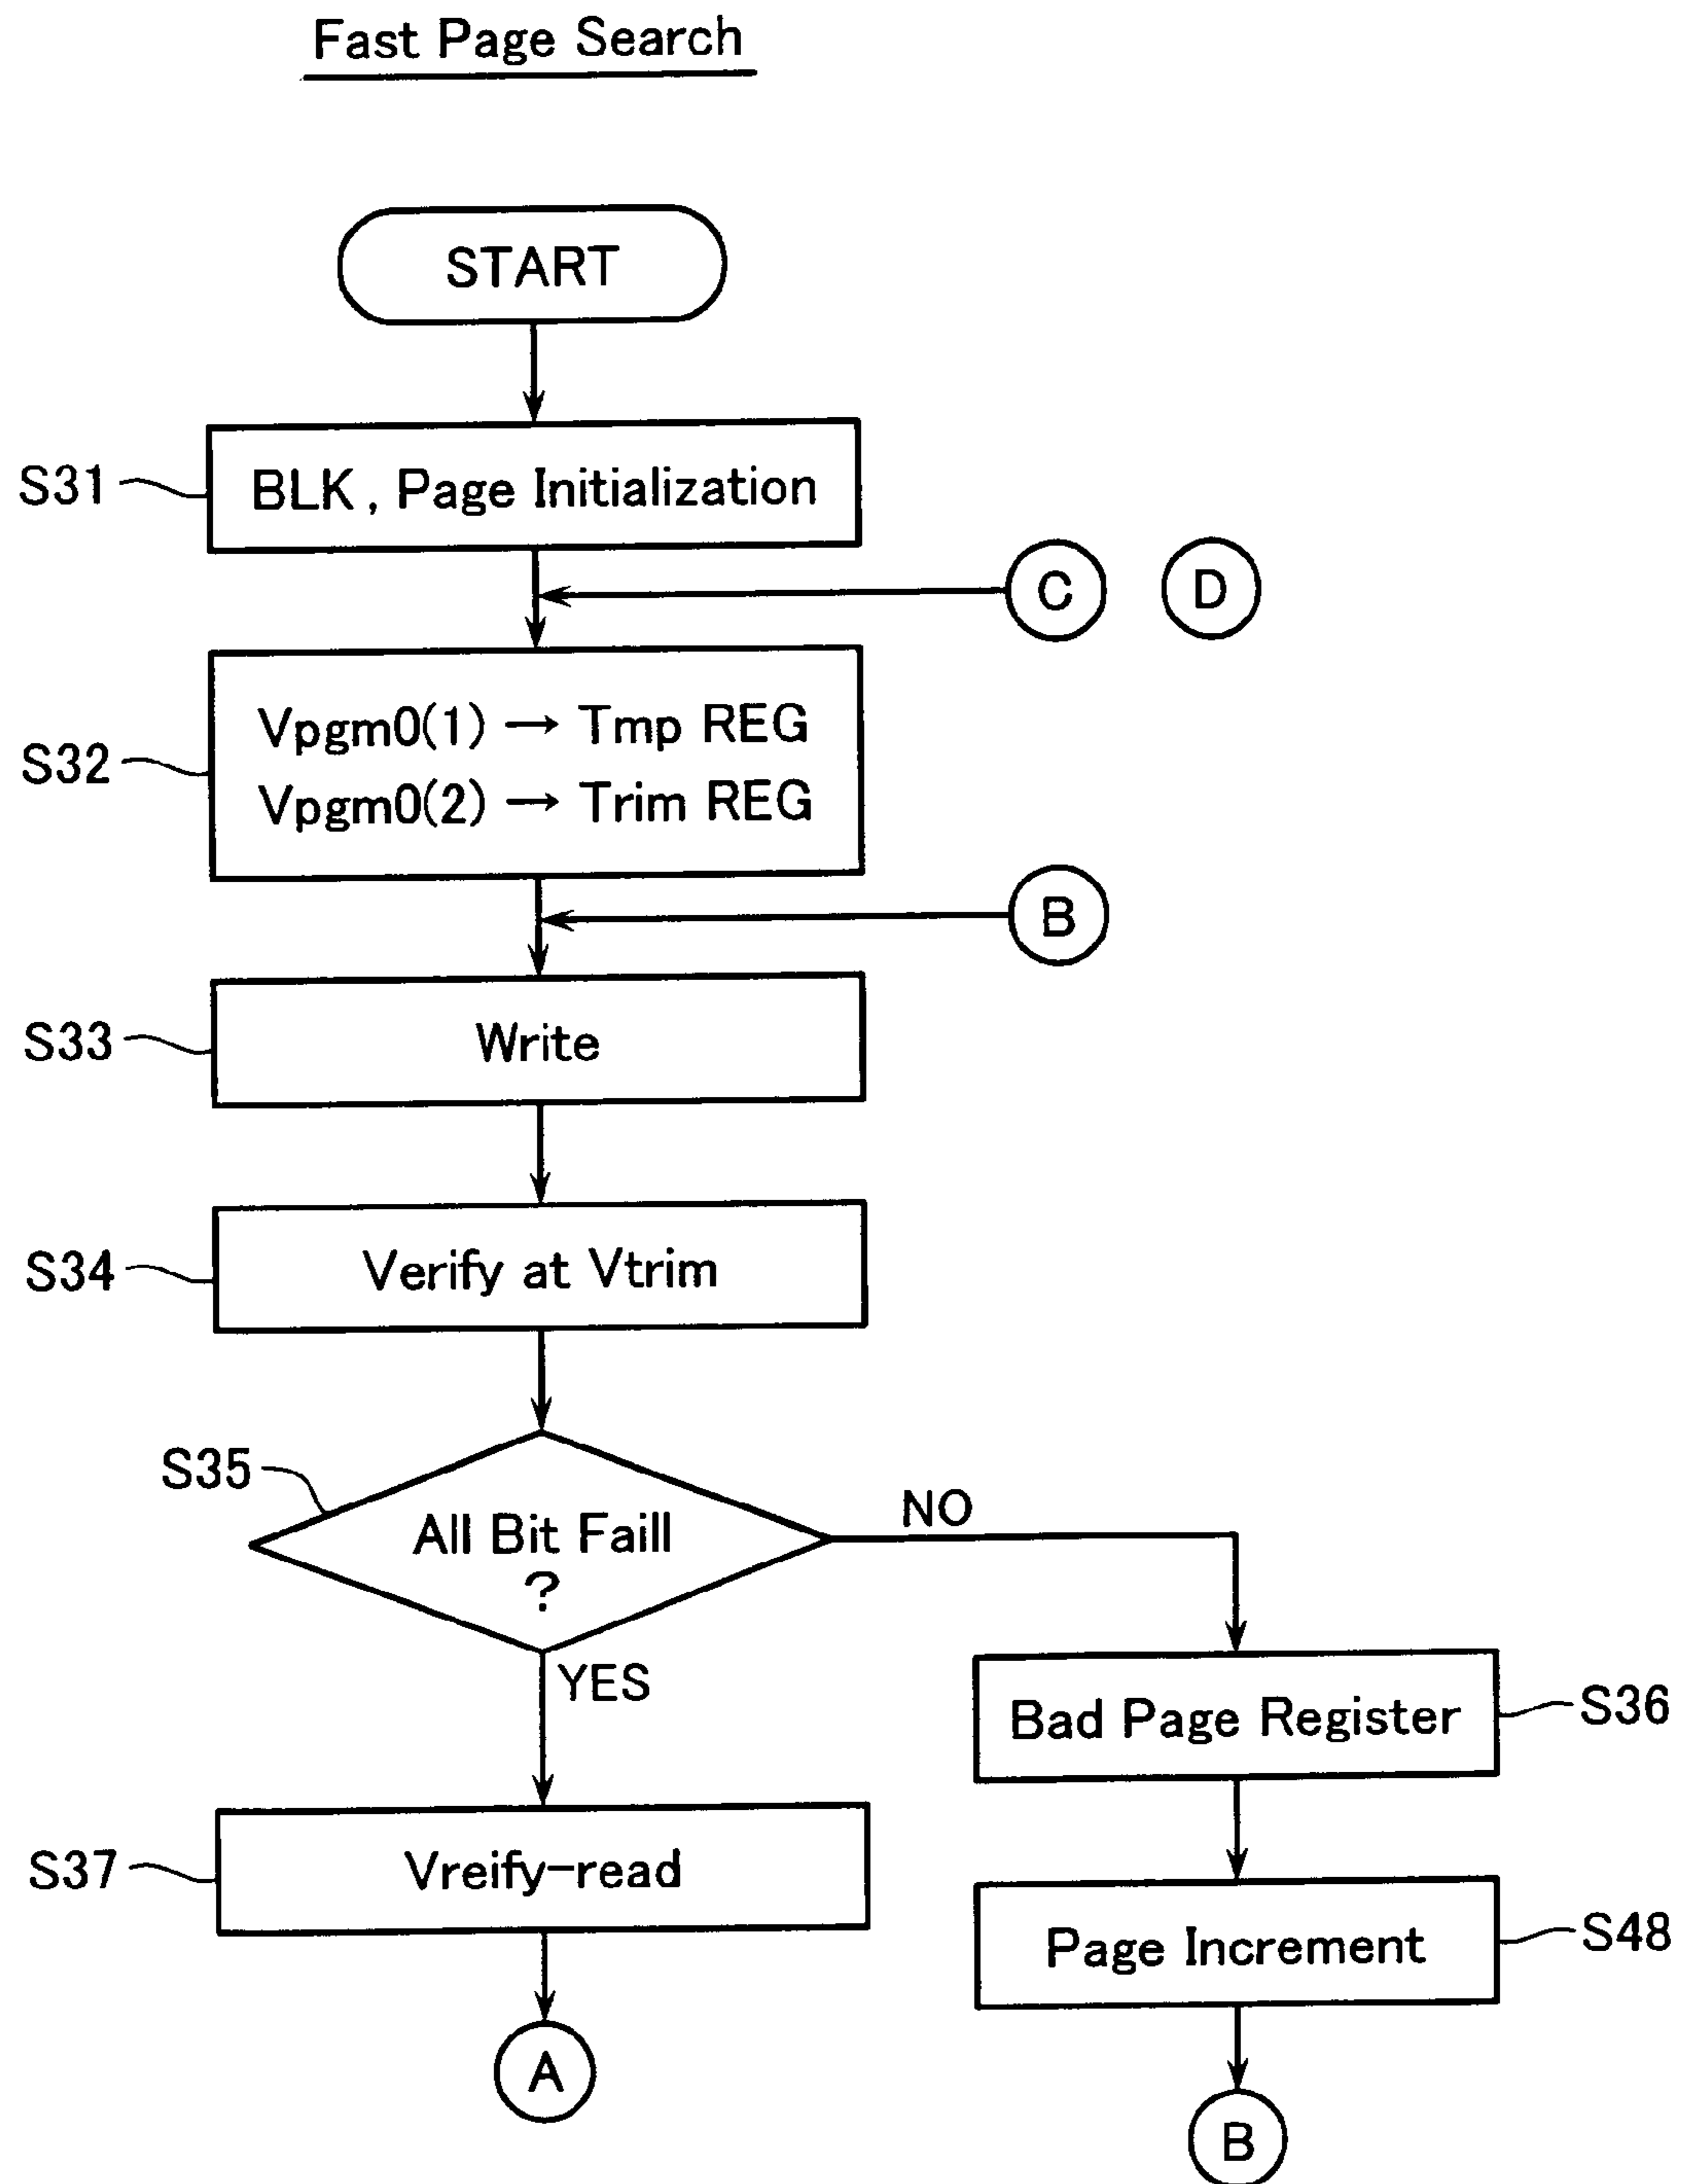 Fast Page Search
START
S31
BLK, Page Initialization
C
D
S32
Vpgm0(1) → Tmp REG
Vpgm0(2) → Trim REG
B
S33
Write
S34
Verify at Vtrim
S35
All Bit Faill
?
NO
YES
Bad Page Register
S36
S37
Vreify-read
Page Increment
S48
A
B